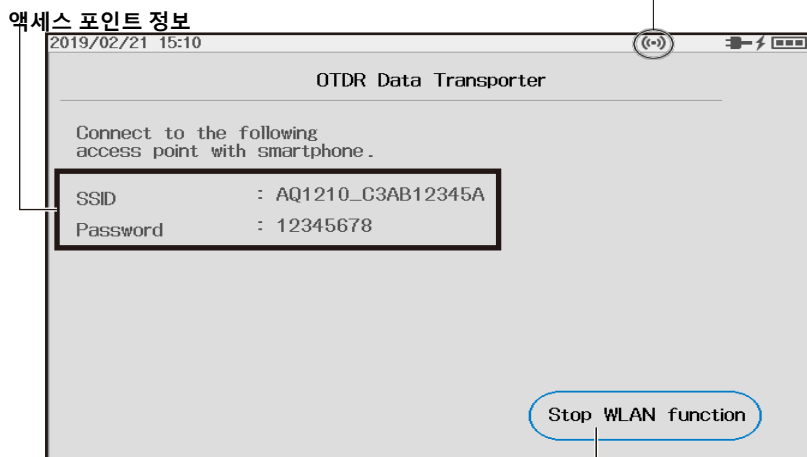 액세스 포인트 정보
2019/02/21 15:10
OTDR Data Transporter
Connect to the following
access point with smartphone.
SSID : AQ1210_C3AB12345A
Password : 12345678
Stop WLAN function